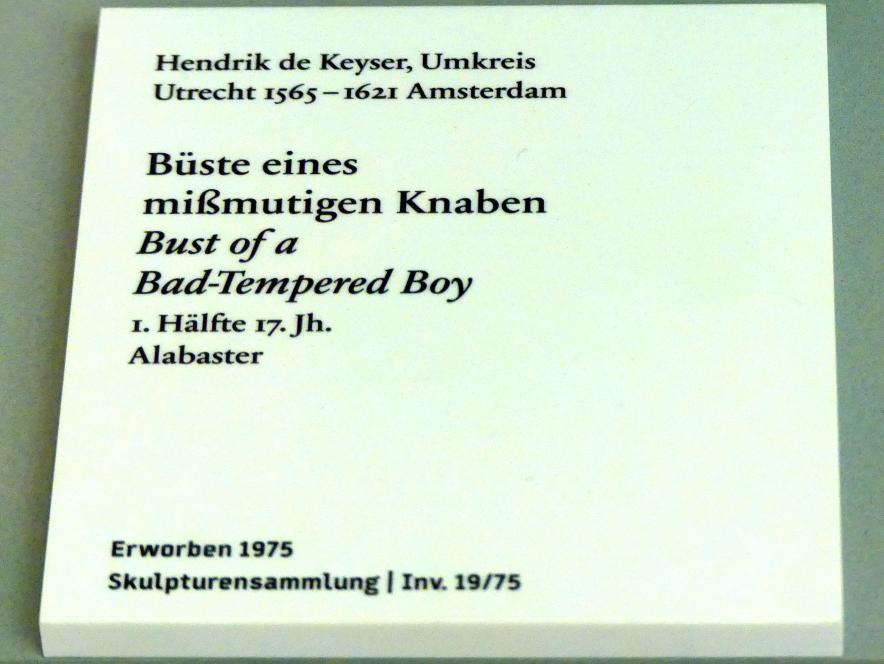 Hendrik de Keyser, Umkreis
Utrecht 1565 – 1621 Amsterdam
Büste eines
mißmutigen Knaben
Bust of a
Bad-Tempered Boy
1. Hälfte 17. Jh.
Alabaster
Erworben 1975
Skulpturensammlung | Inv. 19/75